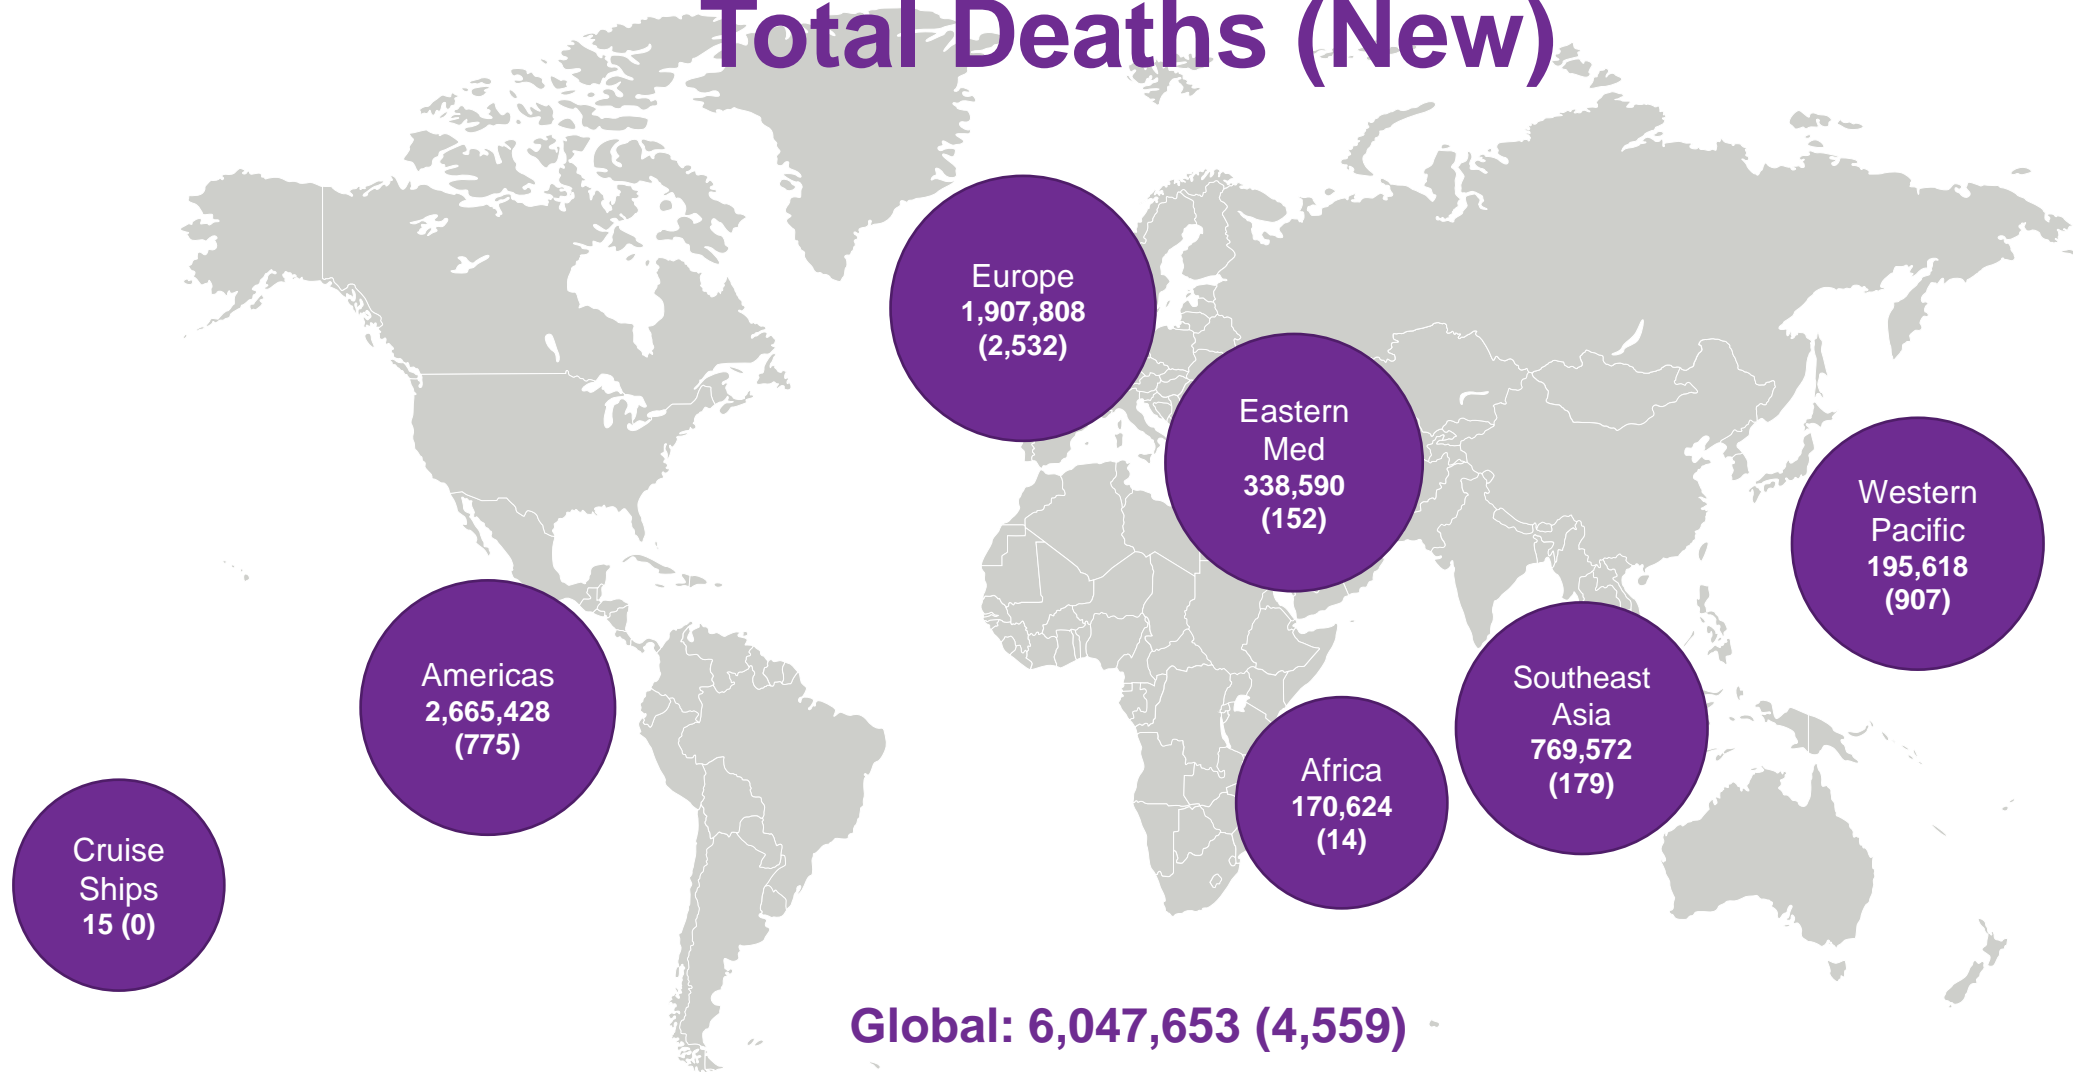 Total Deaths (New)
Europe
1,907,808
(2,532)
Eastern
Med
338,590
(152)
Western
Pacific
195,618
(907)
Americas
2,665,428
(775)
Southeast
Asia
769,572
(179)
Africa
170,624
(14)
Cruise
Ships
15 (0)
Global: 6,047,653 (4,559)